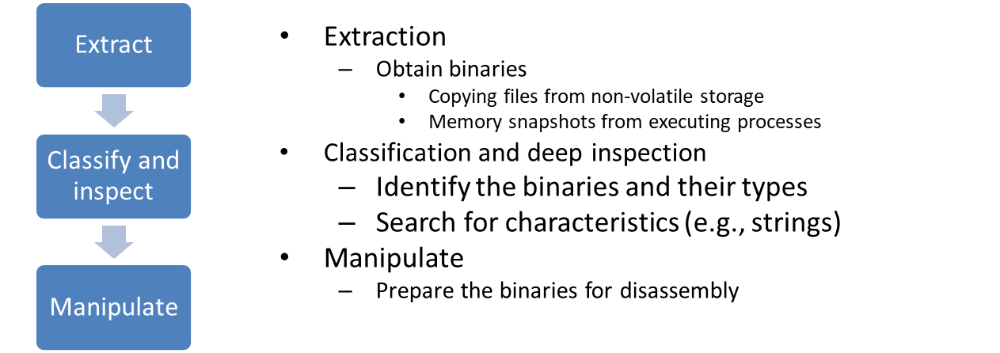 Extract
Classify and
inspect
Manipulate
• Extraction
– Obtain binaries
• Copying files from non-volatile storage
• Memory snapshots from executing processes
• Classification and deep inspection
– Identify the binaries and their types
– Search for characteristics (e.g., strings)
• Manipulate
– Prepare the binaries for disassembly